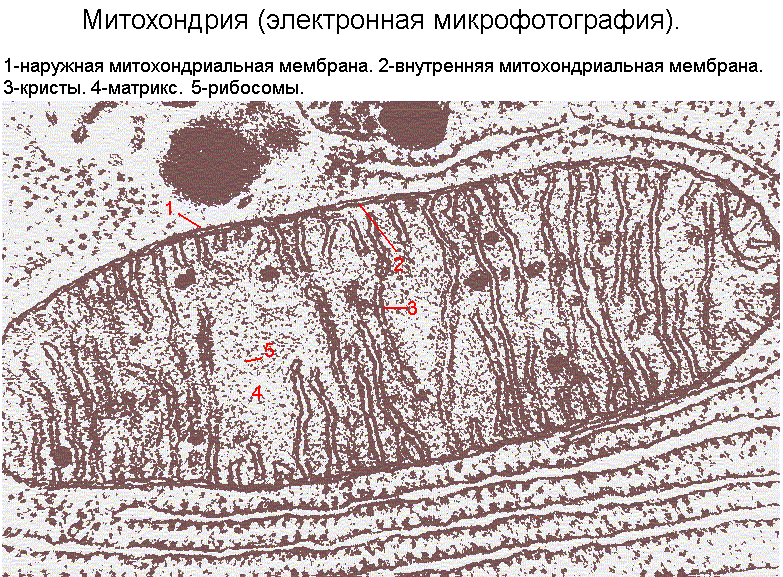 Митохондрия (электронная микрофотография).
1-наружная митохондриальная мембрана. 2-внутренняя митохондриальная мембрана.
3-кристы. 4-матрикс. 5-рибосомы.
1
2
3
5
4